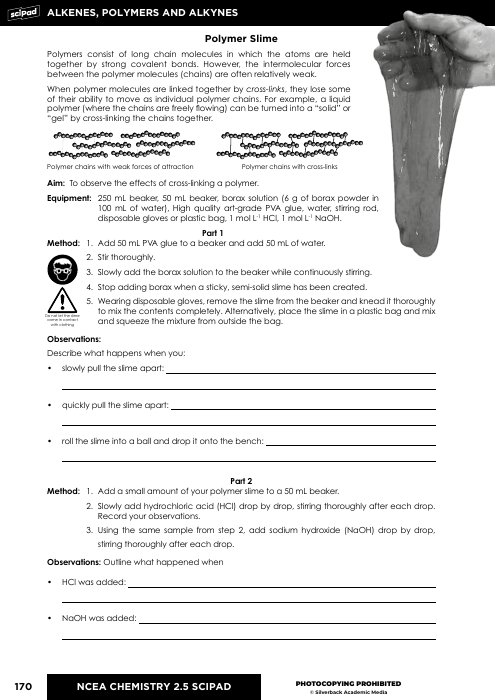 scipad
ALKENES, POLYMERS AND ALKYNES
Polymer Slime
Polymers consist of long chain molecules in which the atoms are held
together by strong covalent bonds. However, the intermolecular forces
between the polymer molecules (chains) are often relatively weak.
When polymer molecules are linked together by cross-links, they lose some
of their ability to move as individual polymer chains. For example, a liquid
polymer (where the chains are freely flowing) can be turned into a "solid" or
"gel" by cross-linking the chains together.
Polymer chains with weak forces of attraction
Polymer chains with cross-links
Aim: To observe the effects of cross-linking a polymer.
Equipment: 250 mL beaker, 50 mL beaker, borax solution (6 g of borax powder in
100 mL of water), High quality art-grade PVA glue, water, stirring rod,
disposable gloves or plastic bag, 1 mol L⁻¹ HCl, 1 mol L⁻¹ NaOH.
Part 1
Method: 1. Add 50 mL PVA glue to a beaker and add 50 mL of water.
2. Stir thoroughly.
3. Slowly add the borax solution to the beaker while continuously stirring.
4. Stop adding borax when a sticky, semi-solid slime has been created.
5. Wearing disposable gloves, remove the slime from the beaker and knead it thoroughly
to mix the contents completely. Alternatively, place the slime in a plastic bag and mix
and squeeze the mixture from outside the bag.
Do not let the slime
come in contact
with clothing
Observations:
Describe what happens when you:
• slowly pull the slime apart:
• quickly pull the slime apart:
• roll the slime into a ball and drop it onto the bench:
Part 2
Method: 1. Add a small amount of your polymer slime to a 50 mL beaker.
2. Slowly add hydrochloric acid (HCl) drop by drop, stirring thoroughly after each drop.
Record your observations.
3. Using the same sample from step 2, add sodium hydroxide (NaOH) drop by drop,
stirring thoroughly after each drop.
Observations: Outline what happened when
• HCl was added:
• NaOH was added:
170
NCEA CHEMISTRY 2.5 SCIPAD
PHOTOCOPYING PROHIBITED
© Silverback Academic Media